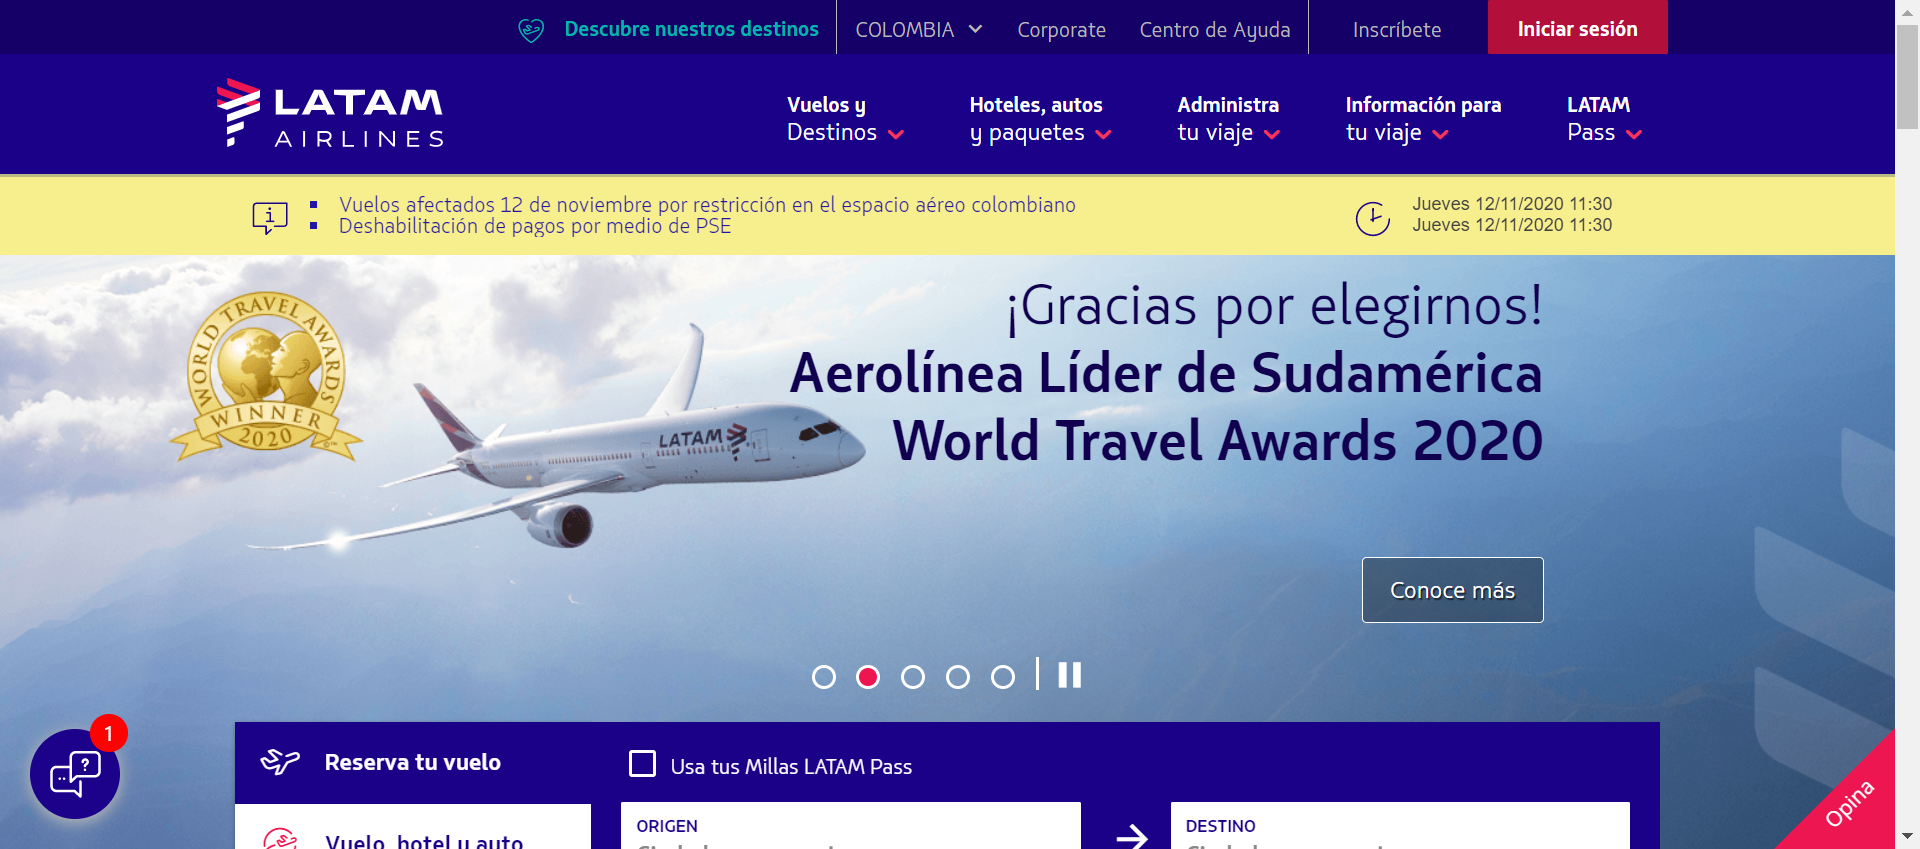 Descubre nuestros destinos
COLOMBIA
Corporate
Centro de Ayuda
Inscríbete
Iniciar sesión
LATAM
AIRLINES
Vuelos y
Destinos
Hoteles, autos
y paquetes
Administra
tu viaje
Información para
tu viaje
LATAM
Pass
Vuelos afectados 12 de noviembre por restricción en el espacio aéreo colombiano
Deshabilitación de pagos por medio de PSE
Jueves 12/11/2020 11:30
Jueves 12/11/2020 11:30
WORLD TRAVEL AWARDS
WINNER
2020
LATAM
¡Gracias por elegirnos!
Aerolínea Líder de Sudamérica
World Travel Awards 2020
Conoce más
1
Reserva tu vuelo
Usa tus Millas LATAM Pass
Vuelo, hotel y auto
ORIGEN
DESTINO
Opina